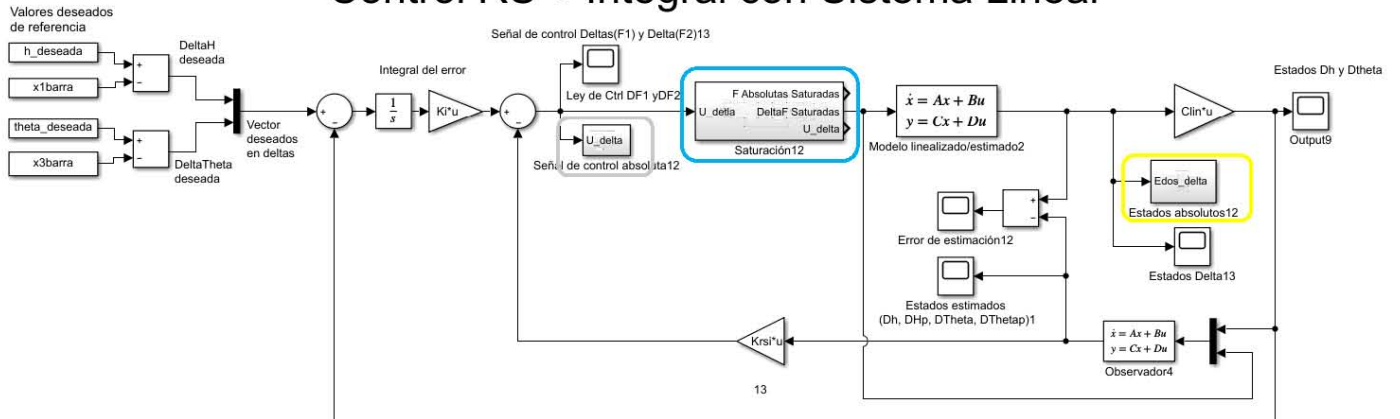 Control RS + Integral con Sistema Lineal
Valores deseados
de referencia
h_deseada
x1barra
DeltaH
deseada
theta_deseada
x3barra
DeltaTheta
deseada
Vector
deseados
en deltas
+
−
+
−
+
−
Integral del error
1
s
Ki*u
+
−
Señal de control Deltas(F1) y Delta(F2)13
Ley de Ctrl DF1 yDF2
U_delta
Señal de control absoluta12
U_delta
F Absolutas Saturadas
DeltaF Saturadas
U_delta
Saturación12
ẋ = Ax + Bu
y = Cx + Du
Modelo linealizado/estimado2
Clin*u
Estados Dh y Dtheta
Output9
Edos_delta
Estados absolutos12
Estados Delta13
+
−
Error de estimación12
Estados estimados
(Dh, DHp, DTheta, DThetap)1
Krsi*u
13
ẋ = Ax + Bu
y = Cx + Du
Observador4